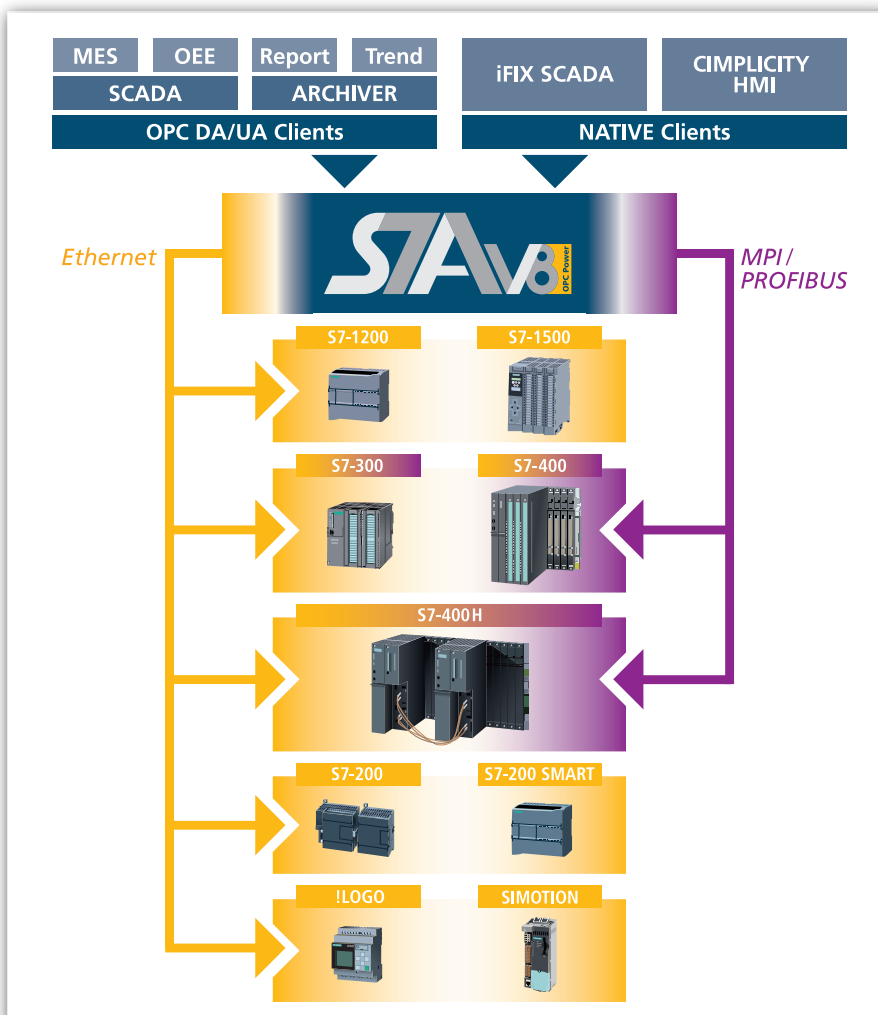 MES OEE Report Trend
SCADA ARCHIVER
iFIX SCADA
CIMPLICITY
HMI
OPC DA/UA Clients NATIVE Clients
S7A V8 OPC Power
Ethernet
MPI /
PROFIBUS
S7-1200 S7-1500
S7-300 S7-400
S7-400H
S7-200 S7-200 SMART
!LOGO SIMOTION